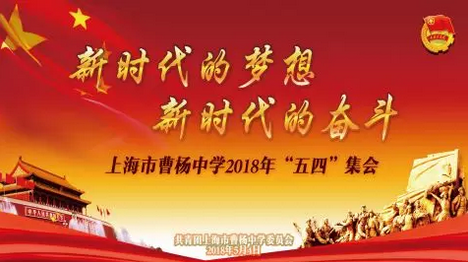 新时代的梦想
新时代的奋斗
上海市曹杨中学2018年“五四”集会
共青团上海市曹杨中学委员会
2018年5月4日